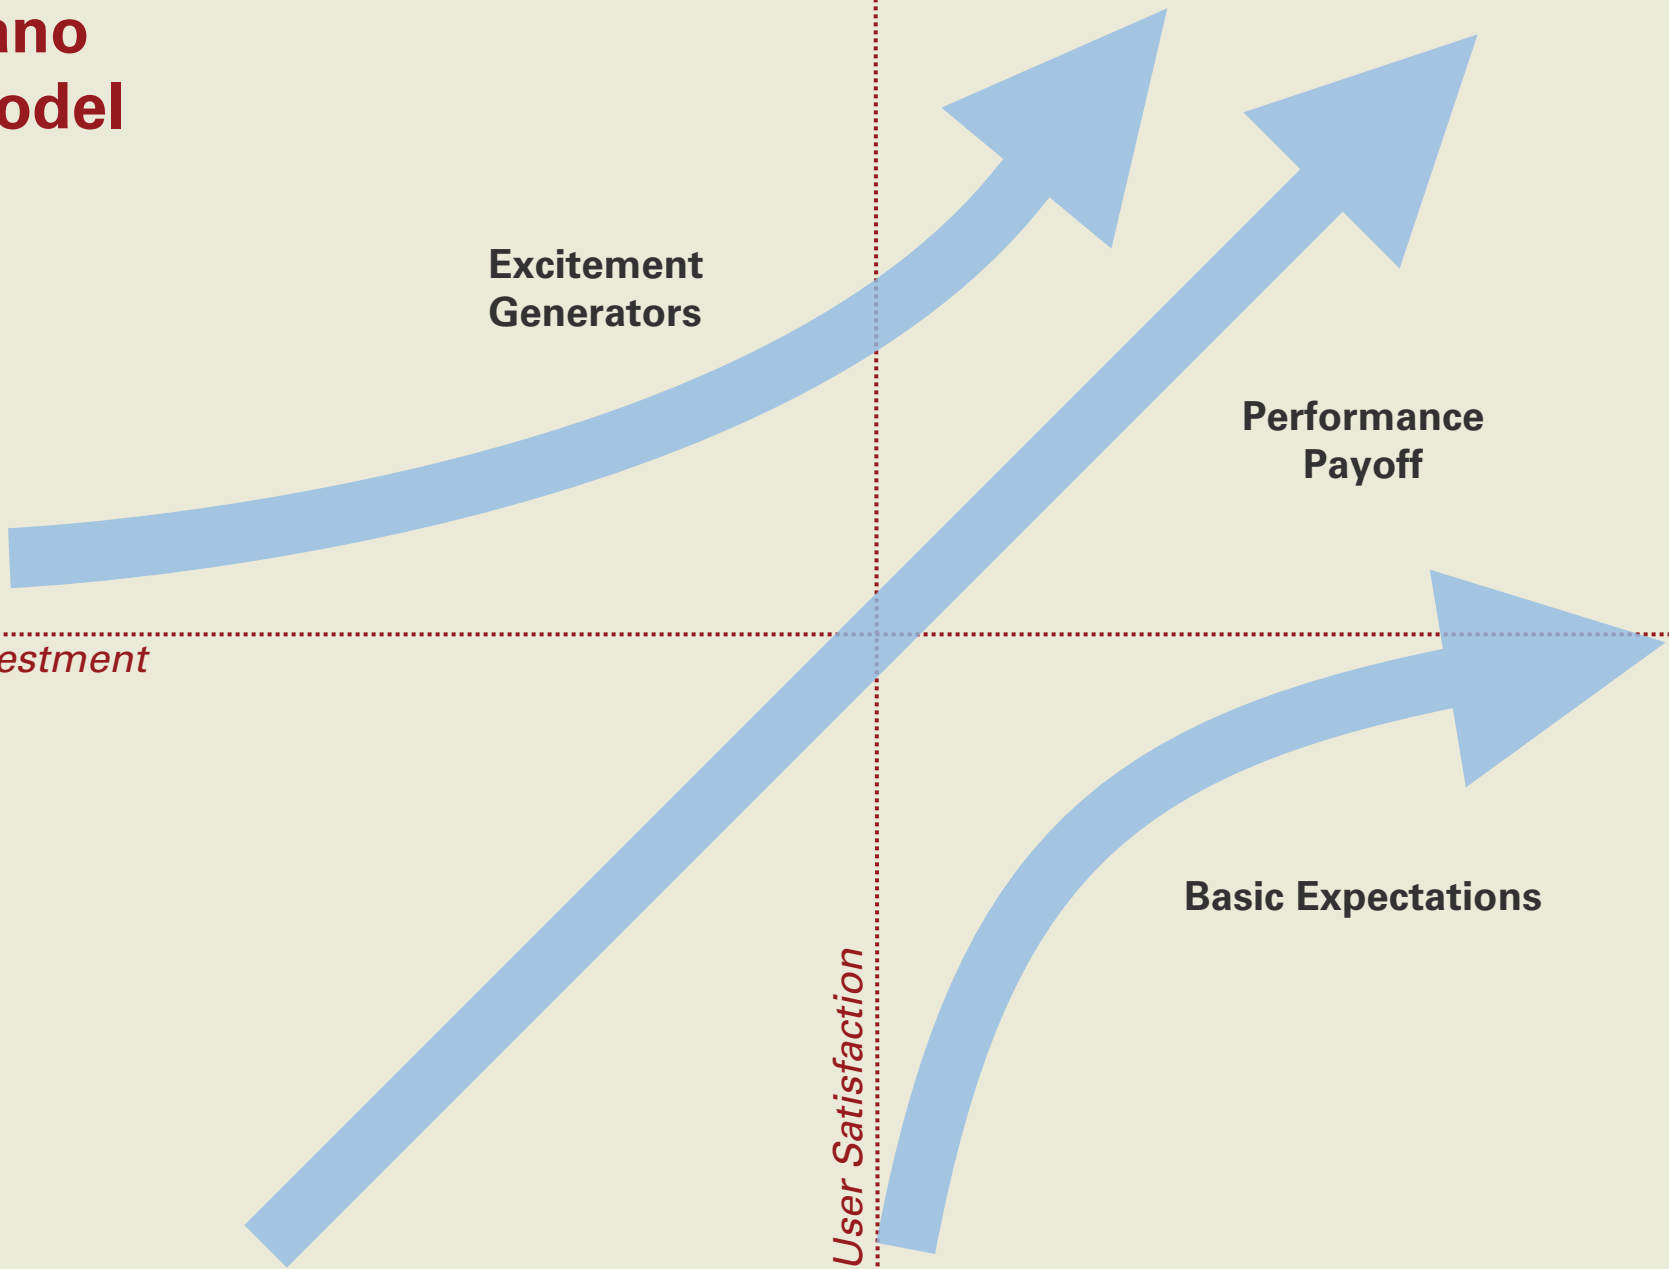 ano
odel
Excitement
Generators
Performance
Payoff
estment
Basic Expectations
User Satisfaction